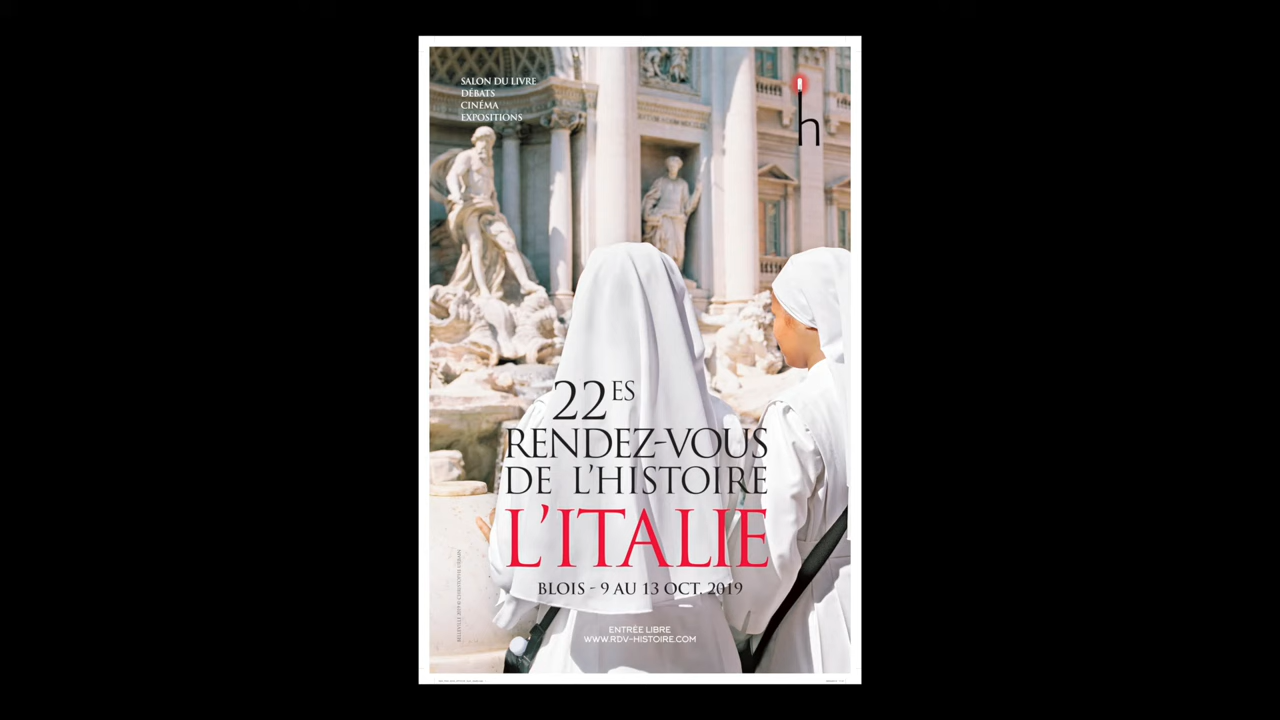 SALON DU LIVRE
DÉBATS
CINÉMA
EXPOSITIONS
h
22ES
RENDEZ-VOUS
DE L'HISTOIRE
L'ITALIE
BLOIS - 9 AU 13 OCT. 2019
ENTRÉE LIBRE
WWW.RDV-HISTOIRE.COM